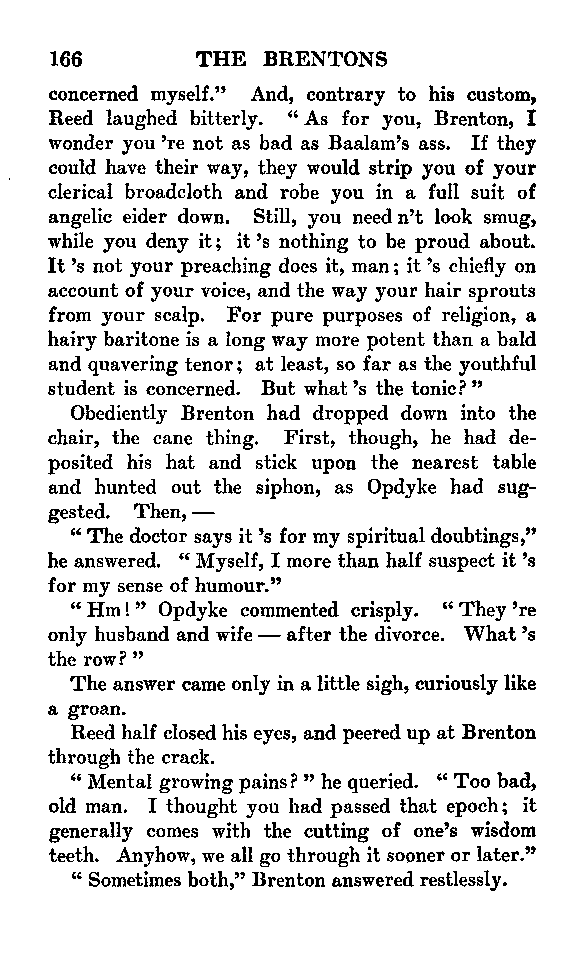 166 THE BRENTONS
concerned myself." And, contrary to his custom,
Reed laughed bitterly. "As for you, Brenton, I
wonder you 're not as bad as Baalam's ass. If they
could have their way, they would strip you of your
clerical broadcloth and robe you in a full suit of
angelic eider down. Still, you need n't look smug,
while you deny it; it 's nothing to be proud about.
It 's not your preaching does it, man; it 's chiefly on
account of your voice, and the way your hair sprouts
from your scalp. For pure purposes of religion, a
hairy baritone is a long way more potent than a bald
and quavering tenor; at least, so far as the youthful
student is concerned. But what 's the tonic?"
Obediently Brenton had dropped down into the
chair, the cane thing. First, though, he had de-
posited his hat and stick upon the nearest table
and hunted out the siphon, as Opdyke had sug-
gested. Then, —
"The doctor says it 's for my spiritual doubtings,"
he answered. "Myself, I more than half suspect it 's
for my sense of humour."
"Hm!" Opdyke commented crisply. "They 're
only husband and wife — after the divorce. What 's
the row?"
The answer came only in a little sigh, curiously like
a groan.
Reed half closed his eyes, and peered up at Brenton
through the crack.
"Mental growing pains?" he queried. "Too bad,
old man. I thought you had passed that epoch; it
generally comes with the cutting of one's wisdom
teeth. Anyhow, we all go through it sooner or later."
"Sometimes both," Brenton answered restlessly.